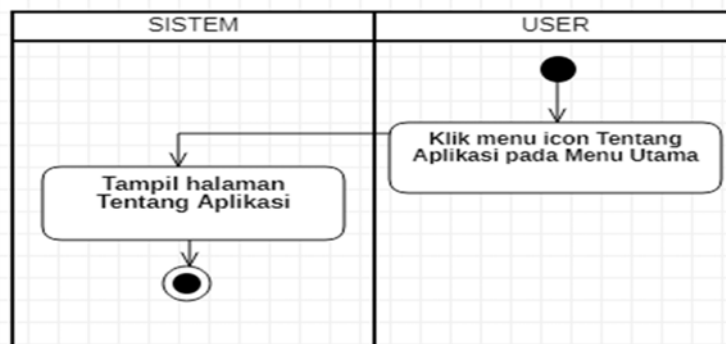 SISTEM
USER
Klik menu icon Tentang
Aplikasi pada Menu Utama
Tampil halaman
Tentang Aplikasi